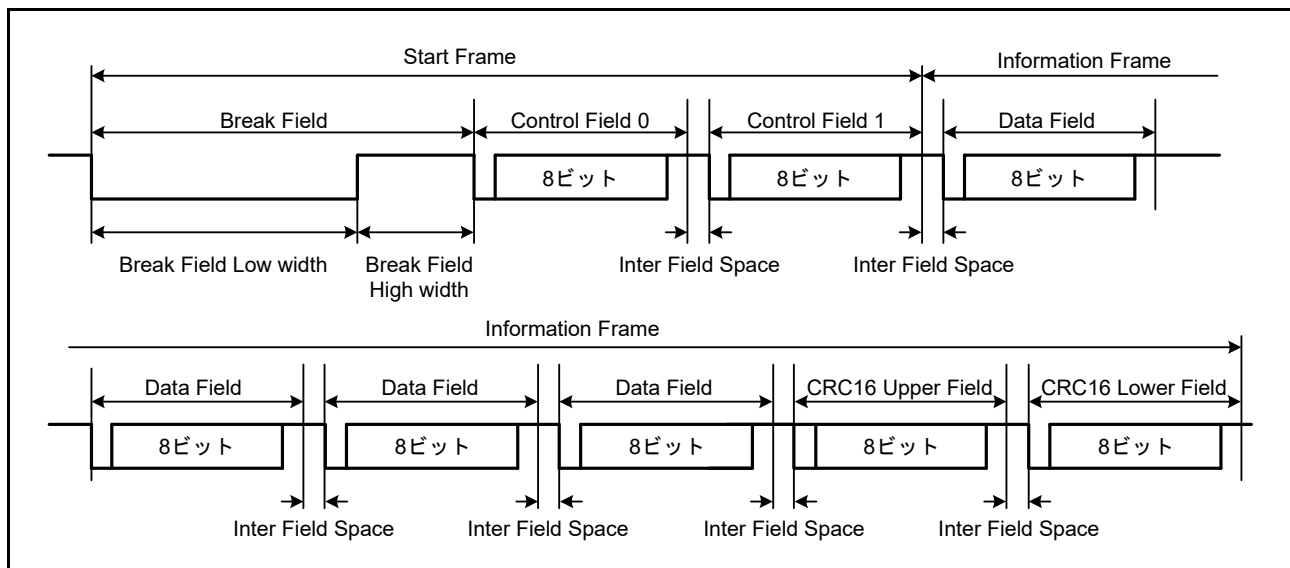 Start Frame
Information Frame
Break Field
Control Field 0
Control Field 1
Data Field
8ビット
8ビット
8ビット
Break Field Low width
Break Field
High width
Inter Field Space
Inter Field Space
Information Frame
Data Field
Data Field
Data Field
CRC16 Upper Field
CRC16 Lower Field
8ビット
8ビット
8ビット
8ビット
8ビット
Inter Field Space
Inter Field Space
Inter Field Space
Inter Field Space